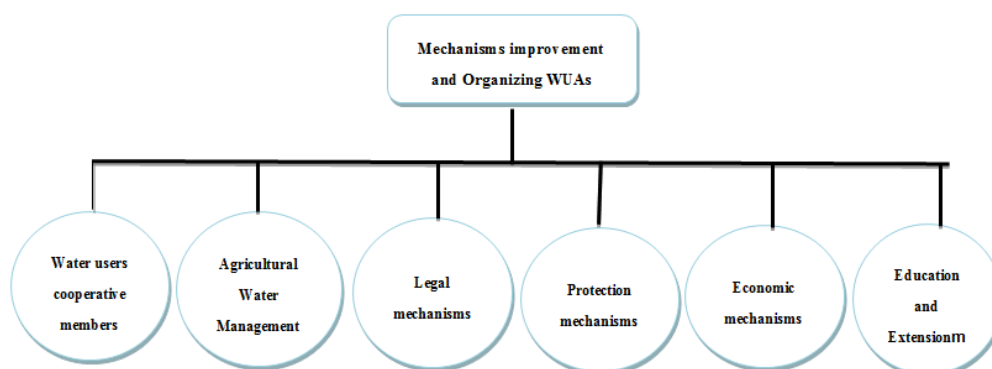 Mechanisms improvement
and Organizing WUAs
Water users
cooperative
members
Agricultural
Water
Management
Legal
mechanisms
Protection
mechanisms
Economic
mechanisms
Education
and
Extensionm